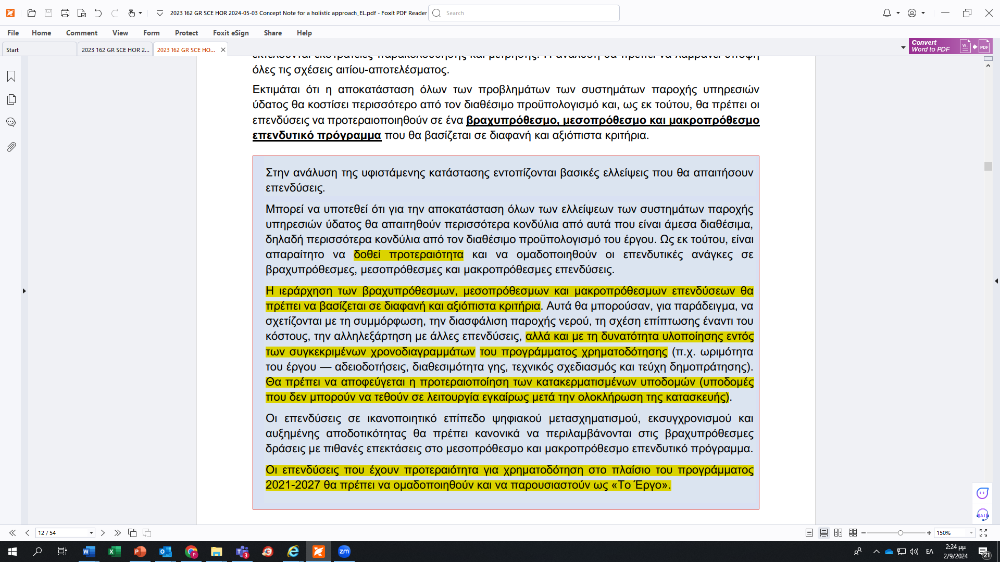 2023 162 GR SCE HOR 2024-05-03 Concept Note for a holistic approach_EL.pdf - Foxit PDF Reader
Search
File Home Comment View Form Protect Foxit eSign Share Help
Start
2023 162 GR SCE HOR 2...
2023 162 GR SCE HO...
Convert
Word to PDF
όλες τις σχέσεις αιτίου-αποτελέσματος.
Εκτιμάται ότι η αποκατάσταση όλων των προβλημάτων των συστημάτων παροχής υπηρεσιών
ύδατος θα κοστίσει περισσότερο από τον διαθέσιμο προϋπολογισμό και, ως εκ τούτου, θα πρέπει οι
επενδύσεις να προτεραιοποιηθούν σε ένα βραχυπρόθεσμο, μεσοπρόθεσμο και μακροπρόθεσμο
επενδυτικό πρόγραμμα που θα βασίζεται σε διαφανή και αξιόπιστα κριτήρια.
Στην ανάλυση της υφιστάμενης κατάστασης εντοπίζονται βασικές ελλείψεις που θα απαιτήσουν
επενδύσεις.
Μπορεί να υποτεθεί ότι για την αποκατάσταση όλων των ελλείψεων των συστημάτων παροχής
υπηρεσιών ύδατος θα απαιτηθούν περισσότερα κονδύλια από αυτά που είναι άμεσα διαθέσιμα,
δηλαδή περισσότερα κονδύλια από τον διαθέσιμο προϋπολογισμό του έργου. Ως εκ τούτου, είναι
απαραίτητο να δοθεί προτεραιότητα και να ομαδοποιηθούν οι επενδυτικές ανάγκες σε
βραχυπρόθεσμες, μεσοπρόθεσμες και μακροπρόθεσμες επενδύσεις.
Η ιεράρχηση των βραχυπρόθεσμων, μεσοπρόθεσμων και μακροπρόθεσμων επενδύσεων θα
πρέπει να βασίζεται σε διαφανή και αξιόπιστα κριτήρια. Αυτά θα μπορούσαν, για παράδειγμα, να
σχετίζονται με τη συμμόρφωση, την διασφάλιση παροχής νερού, τη σχέση επίπτωσης έναντι του
κόστους, την αλληλεξάρτηση με άλλες επενδύσεις, αλλά και με τη δυνατότητα υλοποίησης εντός
των συγκεκριμένων χρονοδιαγραμμάτων του προγράμματος χρηματοδότησης (π.χ. ωριμότητα
του έργου — αδειοδοτήσεις, διαθεσιμότητα γης, τεχνικός σχεδιασμός και τεύχη δημοπράτησης).
Θα πρέπει να αποφεύγεται η προτεραιοποίηση των κατακερματισμένων υποδομών (υποδομές
που δεν μπορούν να τεθούν σε λειτουργία εγκαίρως μετά την ολοκλήρωση της κατασκευής).
Οι επενδύσεις σε ικανοποιητικό επίπεδο ψηφιακού μετασχηματισμού, εκσυγχρονισμού και
αυξημένης αποδοτικότητας θα πρέπει κανονικά να περιλαμβάνονται στις βραχυπρόθεσμες
δράσεις με πιθανές επεκτάσεις στο μεσοπρόθεσμο και μακροπρόθεσμο επενδυτικό πρόγραμμα.
Οι επενδύσεις που έχουν προτεραιότητα για χρηματοδότηση στο πλαίσιο του προγράμματος
2021-2027 θα πρέπει να ομαδοποιηθούν και να παρουσιαστούν ως «Το Έργο».
12 / 54
150%
ΕΛ
2:24 μμ
2/9/2024
21